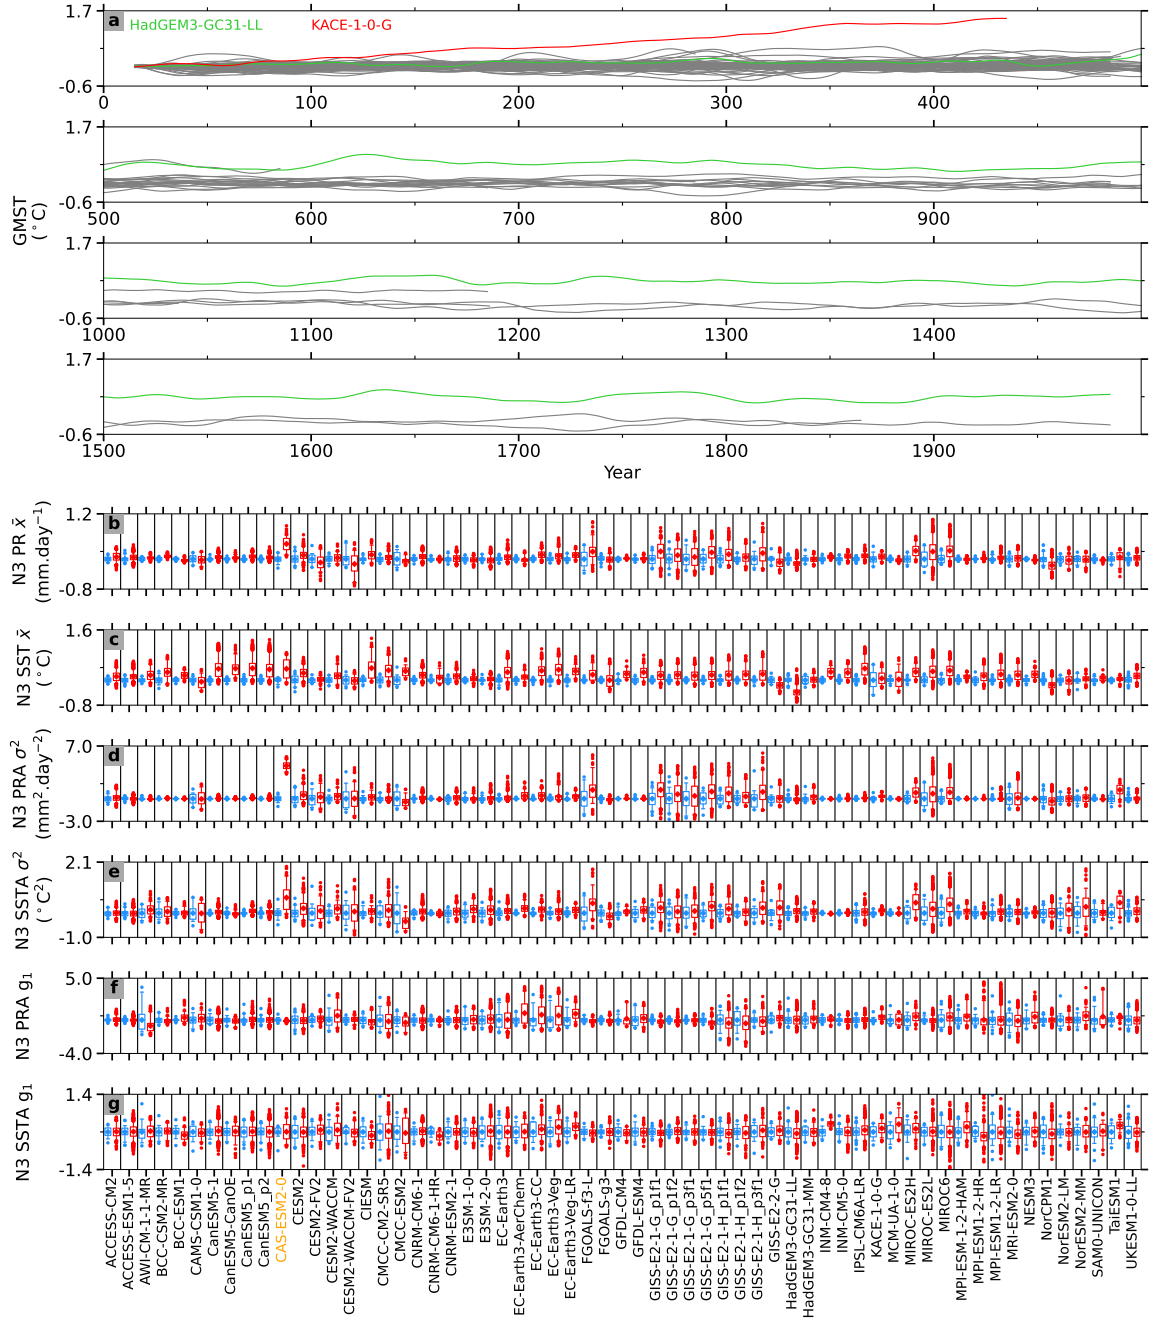 a HadGEM3-GC31-LL KACE-1-0-G
1.7
-0.6
0 100 200 300 400
1.7
-0.6
500 600 700 800 900
GMST
(°C)
1.7
-0.6
1000 1100 1200 1300 1400
1.7
-0.6
1500 1600 1700 1800 1900
Year
b
N3 PR x̄
(mm.day⁻¹)
1.2
-0.8
c
N3 SST x̄
(°C)
1.6
-0.8
d
N3 PRA σ²
(mm².day⁻²)
7.0
-3.0
e
N3 SSTA σ²
(°C²)
2.1
-1.0
f
N3 PRA g₁
5.0
-4.0
g
N3 SSTA g₁
1.4
-1.4
ACCESS-CM2
ACCESS-ESM1-5
AWI-CM-1-1-MR
BCC-CSM2-MR
BCC-ESM1
CAMS-CSM1-0
CanESM5-1
CanESM5-CanOE
CanESM5_p1
CanESM5_p2
CAS-ESM2-0
CESM2
CESM2-FV2
CESM2-WACCM
CESM2-WACCM-FV2
CIESM
CMCC-CM2-SR5
CMCC-ESM2
CNRM-CM6-1
CNRM-CM6-1-HR
CNRM-ESM2-1
E3SM-1-0
E3SM-2-0
EC-Earth3
EC-Earth3-AerChem
EC-Earth3-CC
EC-Earth3-Veg
EC-Earth3-Veg-LR
FGOALS-f3-L
FGOALS-g3
GFDL-CM4
GFDL-ESM4
GISS-E2-1-G_p1f1
GISS-E2-1-G_p1f2
GISS-E2-1-G_p3f1
GISS-E2-1-G_p5f1
GISS-E2-1-H_p1f1
GISS-E2-1-H_p1f2
GISS-E2-1-H_p3f1
GISS-E2-2-G
HadGEM3-GC31-LL
HadGEM3-GC31-MM
INM-CM4-8
INM-CM5-0
IPSL-CM6A-LR
KACE-1-0-G
MCM-UA-1-0
MIROC-ES2H
MIROC-ES2L
MIROC6
MPI-ESM-1-2-HAM
MPI-ESM1-2-HR
MPI-ESM1-2-LR
MRI-ESM2-0
NESM3
NorCPM1
NorESM2-LM
NorESM2-MM
SAM0-UNICON
TaiESM1
UKESM1-0-LL